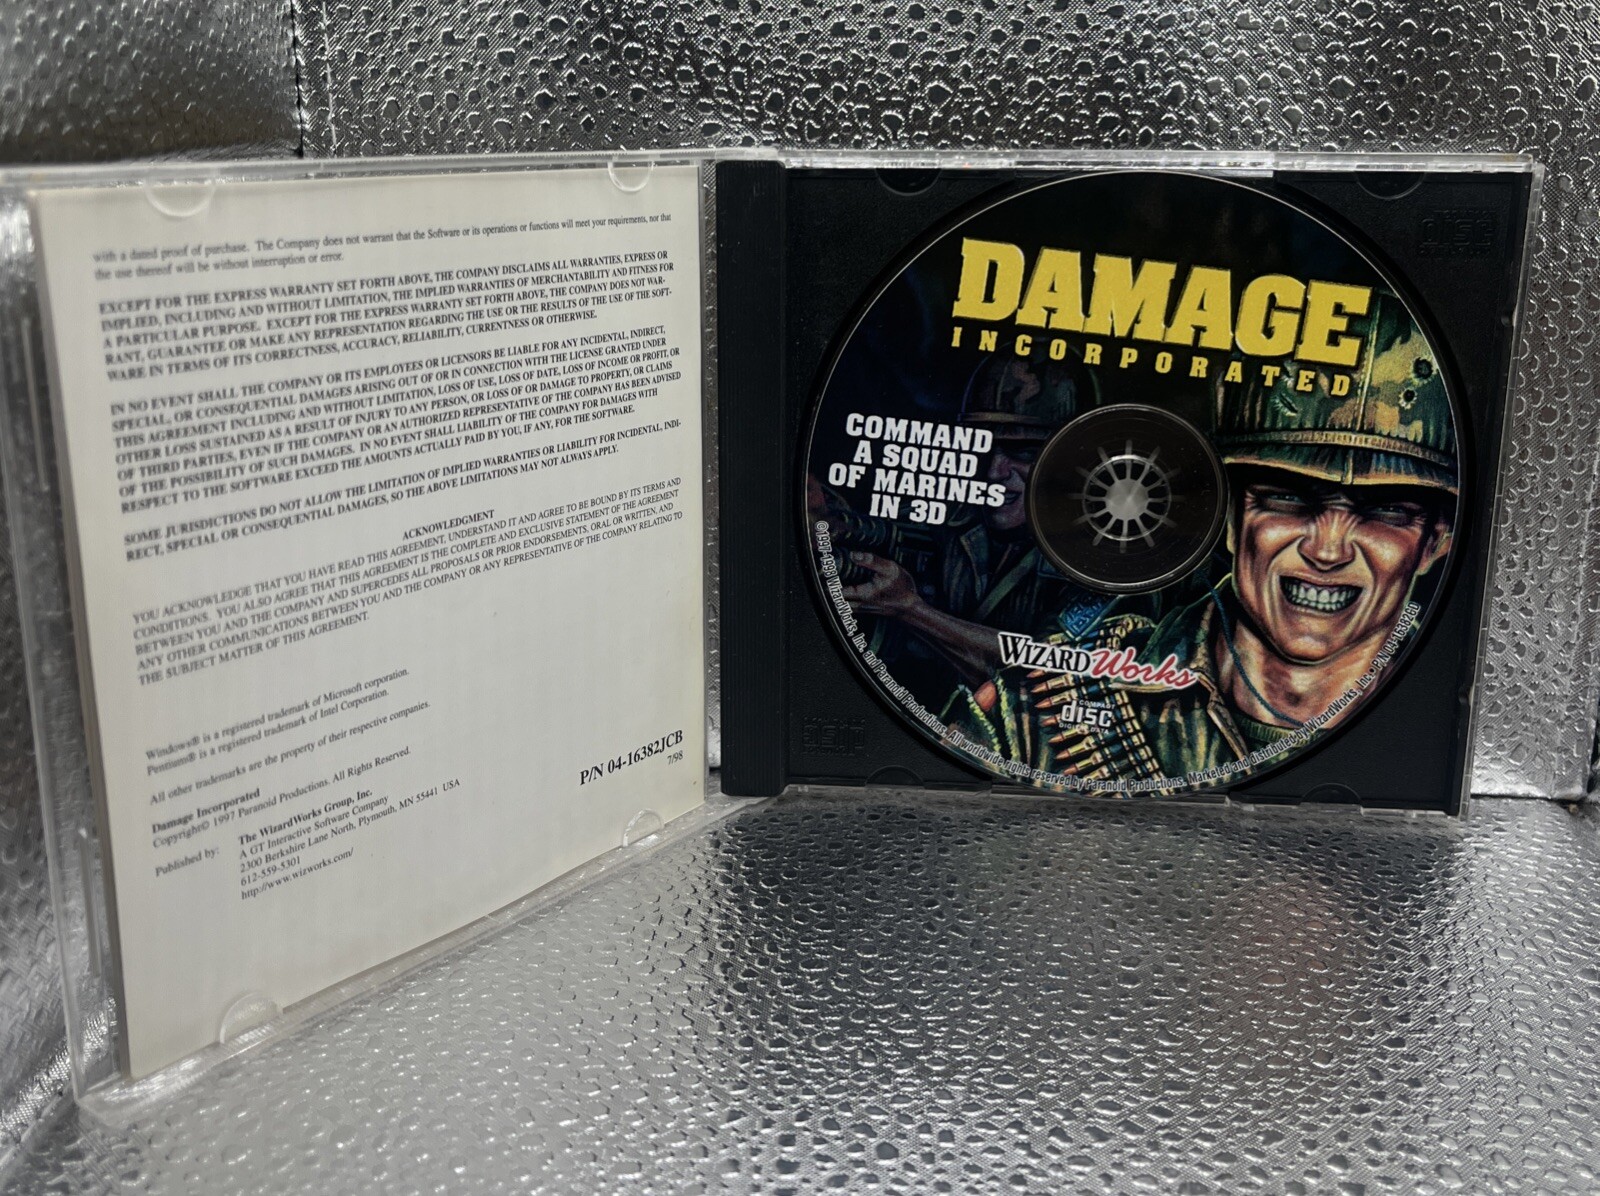 with a dated proof of purchase. The Company does not warrant that the Software or its operations or functions will meet your requirements, nor that
the use thereof will be without interruption or error.
EXCEPT FOR THE EXPRESS WARRANTY SET FORTH ABOVE, THE COMPANY DISCLAIMS ALL WARRANTIES, EXPRESS OR
IMPLIED, INCLUDING AND WITHOUT LIMITATION, THE IMPLIED WARRANTIES OF MERCHANTABILITY AND FITNESS FOR
A PARTICULAR PURPOSE. EXCEPT FOR THE EXPRESS WARRANTY SET FORTH ABOVE, THE COMPANY DOES NOT WAR-
RANT, GUARANTEE OR MAKE ANY REPRESENTATION REGARDING THE USE OR THE RESULTS OF THE USE OF THE SOFT-
WARE IN TERMS OF ITS CORRECTNESS, ACCURACY, RELIABILITY, CURRENTNESS OR OTHERWISE.
IN NO EVENT SHALL THE COMPANY OR ITS EMPLOYEES OR LICENSORS BE LIABLE FOR ANY INCIDENTAL, INDIRECT,
SPECIAL, OR CONSEQUENTIAL DAMAGES ARISING OUT OF OR IN CONNECTION WITH THE LICENSE GRANTED UNDER
THIS AGREEMENT INCLUDING AND WITHOUT LIMITATION, LOSS OF USE, LOSS OF DATE, LOSS OF INCOME OR PROFIT, OR
OTHER LOSS SUSTAINED AS A RESULT OF INJURY TO ANY PERSON, OR LOSS OF OR DAMAGE TO PROPERTY, OR CLAIMS
OF THIRD PARTIES, EVEN IF THE COMPANY OR AN AUTHORIZED REPRESENTATIVE OF THE COMPANY HAS BEEN ADVISED
OF THE POSSIBILITY OF SUCH DAMAGES. IN NO EVENT SHALL LIABILITY OF THE COMPANY FOR DAMAGES WITH
RESPECT TO THE SOFTWARE EXCEED THE AMOUNTS ACTUALLY PAID BY YOU, IF ANY, FOR THE SOFTWARE.
SOME JURISDICTIONS DO NOT ALLOW THE LIMITATION OF IMPLIED WARRANTIES OR LIABILITY FOR INCIDENTAL, INDI-
RECT, SPECIAL OR CONSEQUENTIAL DAMAGES, SO THE ABOVE LIMITATIONS MAY NOT ALWAYS APPLY.
ACKNOWLEDGMENT
YOU ACKNOWLEDGE THAT YOU HAVE READ THIS AGREEMENT, UNDERSTAND IT AND AGREE TO BE BOUND BY ITS TERMS AND
CONDITIONS. YOU ALSO AGREE THAT THIS AGREEMENT IS THE COMPLETE AND EXCLUSIVE STATEMENT OF THE AGREEMENT
BETWEEN YOU AND THE COMPANY AND SUPERCEDES ALL PROPOSALS OR PRIOR ENDORSEMENTS, ORAL OR WRITTEN, AND
ANY OTHER COMMUNICATIONS BETWEEN YOU AND THE COMPANY OR ANY REPRESENTATIVE OF THE COMPANY RELATING TO
THE SUBJECT MATTER OF THIS AGREEMENT.
Windows® is a registered trademark of Microsoft corporation.
Pentium® is a registered trademark of Intel Corporation.
All other trademarks are the property of their respective companies.
Damage Incorporated
Copyright© 1997 Paranoid Productions. All Rights Reserved.
Published by: The WizardWorks Group, Inc.
A GT Interactive Software Company
2300 Berkshire Lane North, Plymouth, MN 55441 USA
612-559-5301
http://www.wizworks.com/
P/N 04-16382JCB
7/98
DAMAGE
INCORPORATED
COMMAND
A SQUAD
OF MARINES
IN 3D
WIZARDWorks
COMPACT
disc
DIGITAL DATA
©1997-1998 WizardWorks, Inc. and Paranoid Productions. All worldwide rights reserved by Paranoid Productions. Marketed and distributed by WizardWorks, Inc. • P/N 04-16382CD